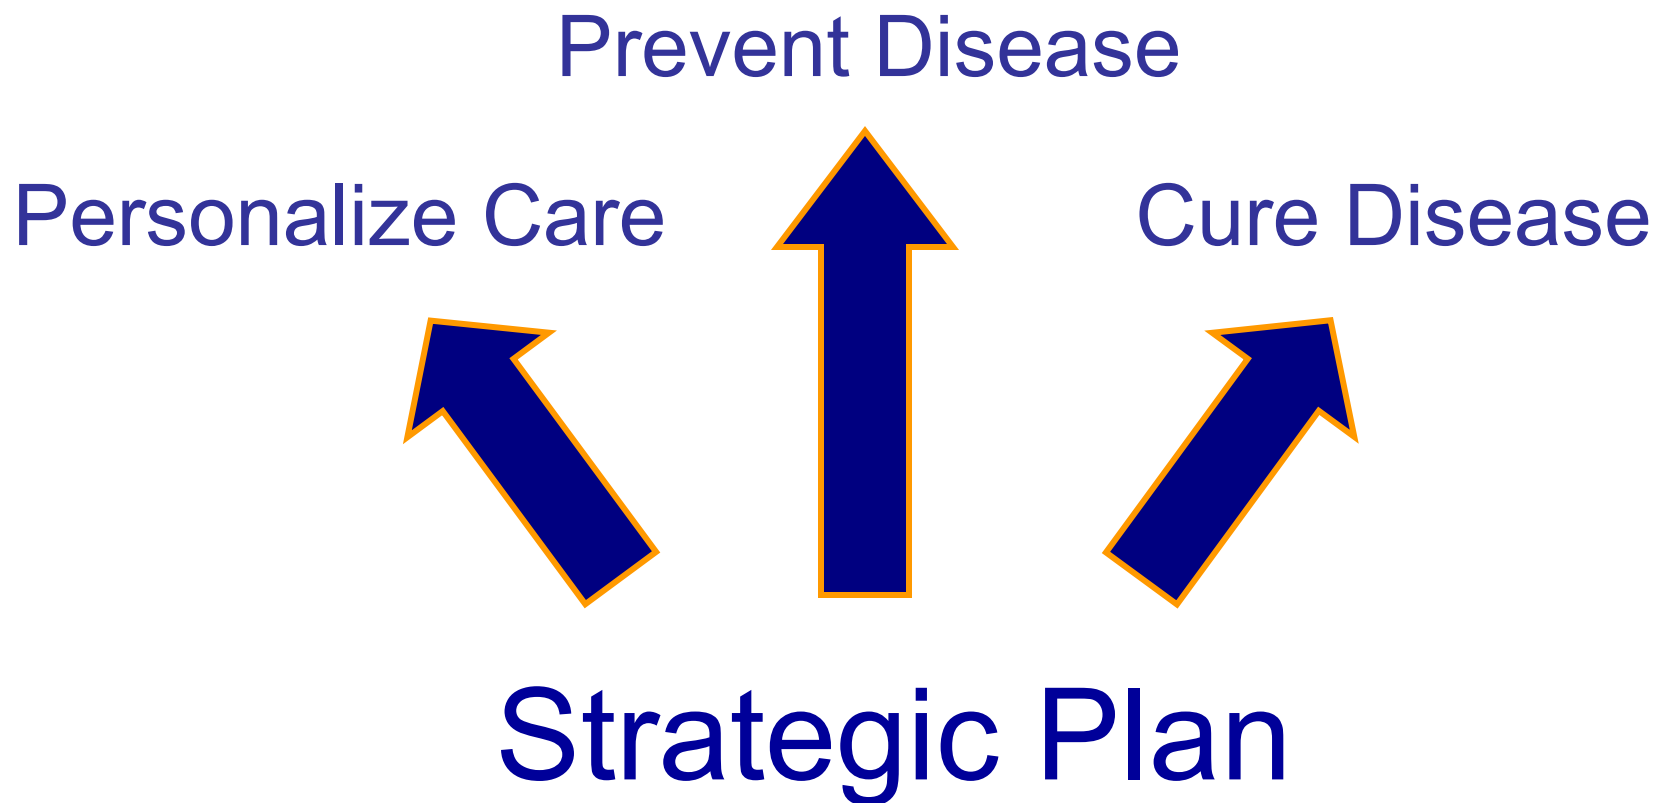 Prevent Disease
Personalize Care
Cure Disease
Strategic Plan